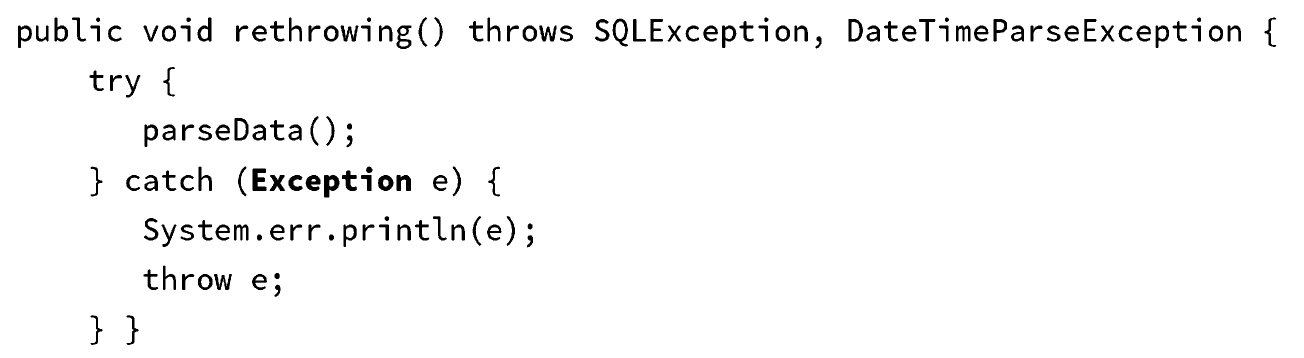 public void rethrowing() throws SQLException, DateTimeParseException {
    try {
       parseData();
    } catch (Exception e) {
       System.err.println(e);
       throw e;
    } }